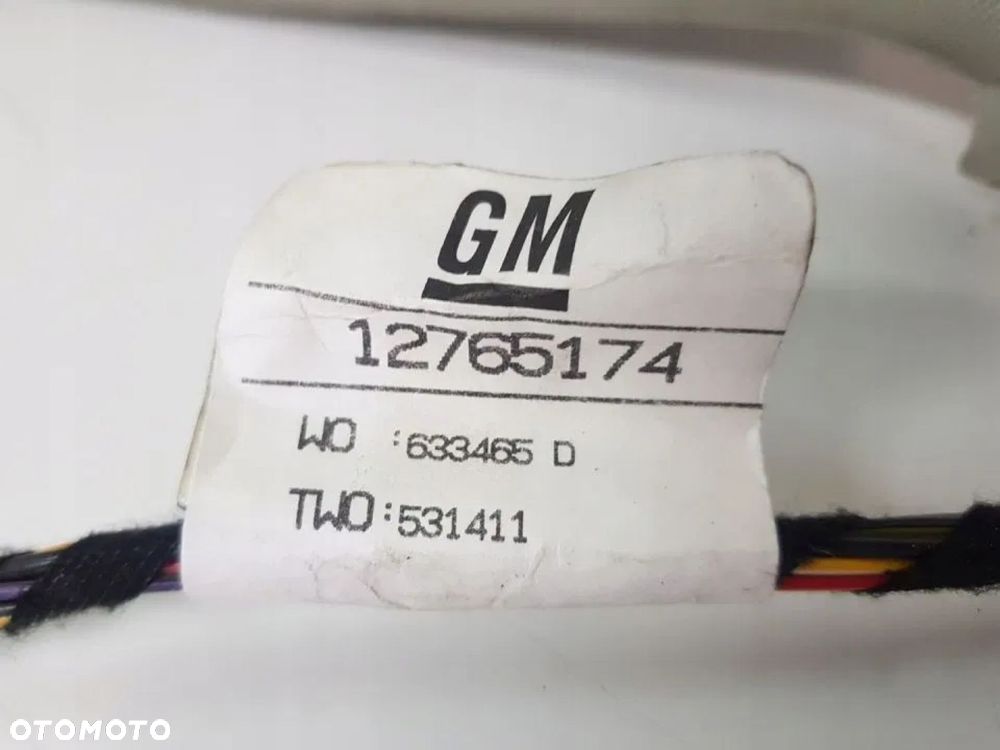 GM
12765174
WO :633465 D
TWO:531411
OTOMOTO